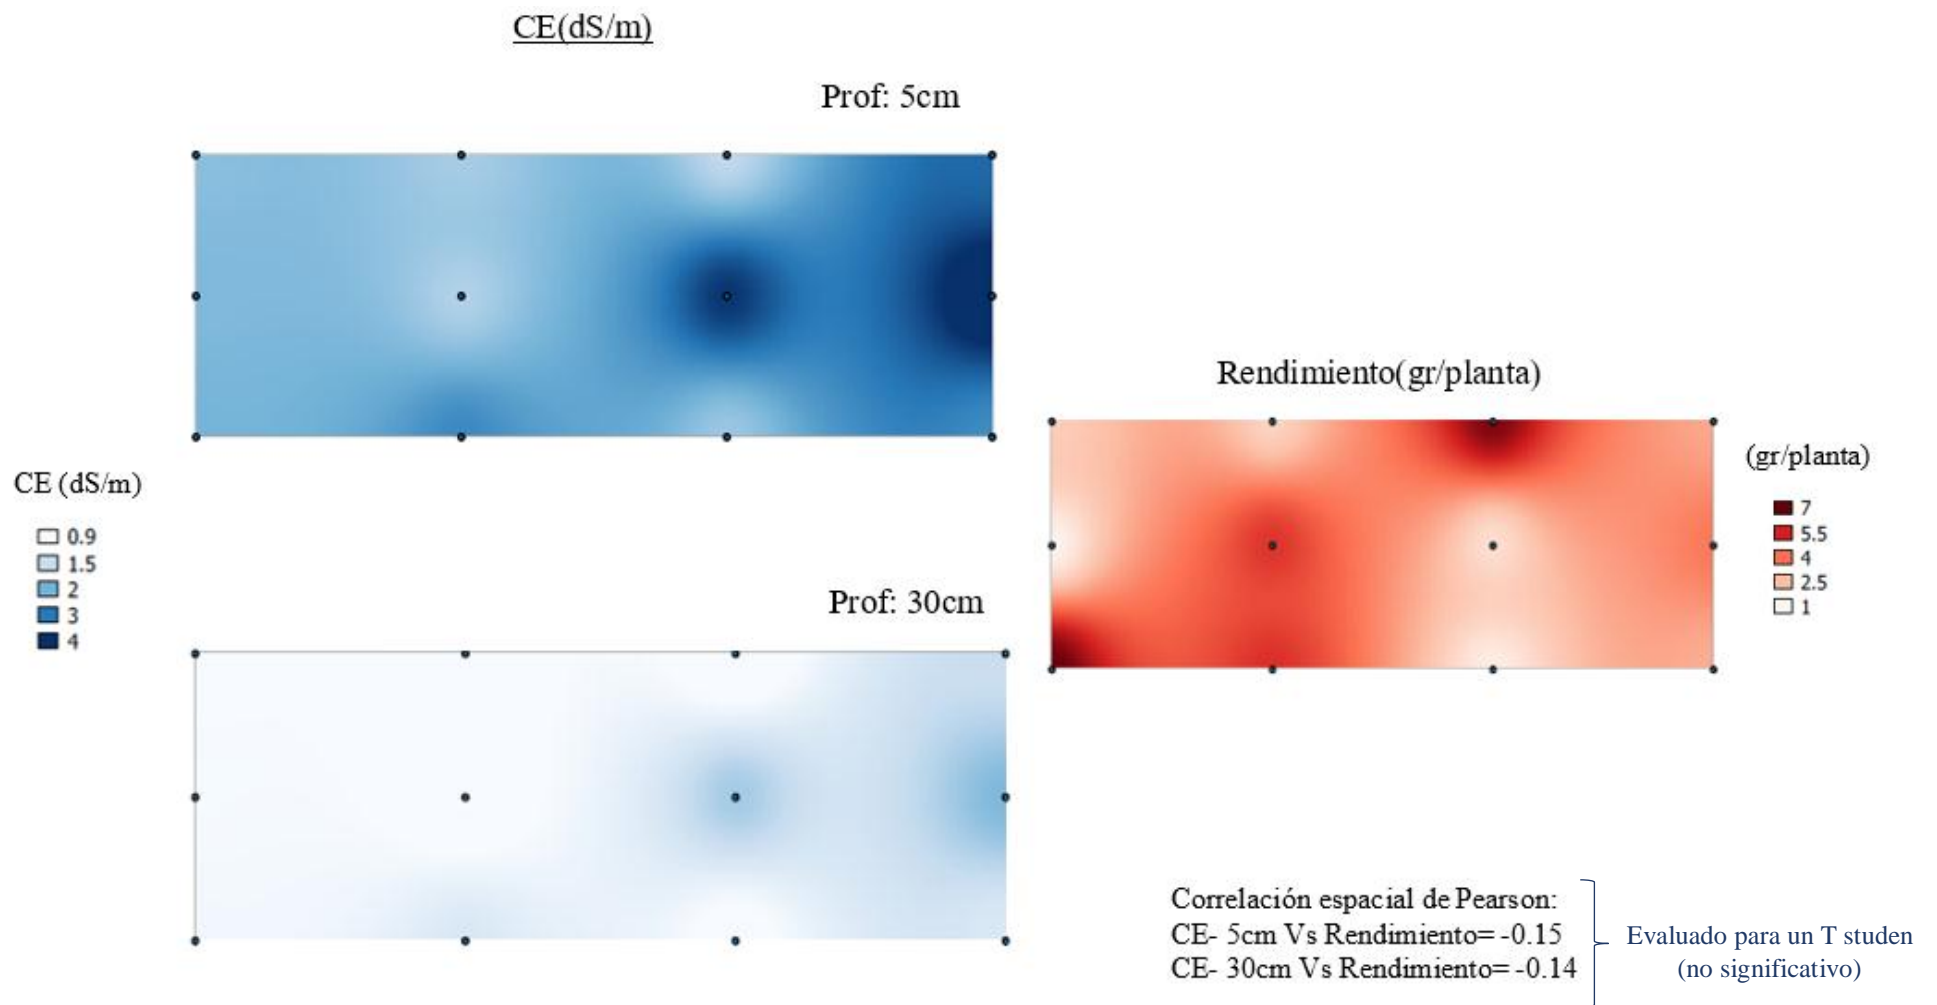 CE(dS/m)
Prof: 5cm
CE (dS/m)
0.9
1.5
2
3
4
Prof: 30cm
Rendimiento(gr/planta)
(gr/planta)
7
5.5
4
2.5
1
Correlación espacial de Pearson:
CE- 5cm Vs Rendimiento= -0.15
CE- 30cm Vs Rendimiento= -0.14
Evaluado para un T studen
(no significativo)